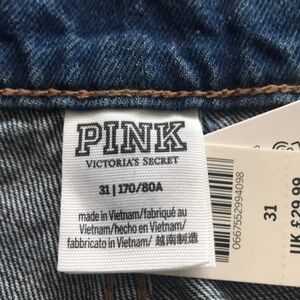 PINK
VICTORIA'S SECRET
31 | 170/80A
made in Vietnam/fabriqué au
Vietnam/hecho en Vietnam/
fabbricato in Vietnam/ 越南制造
0667552994098
31
UK £29.99